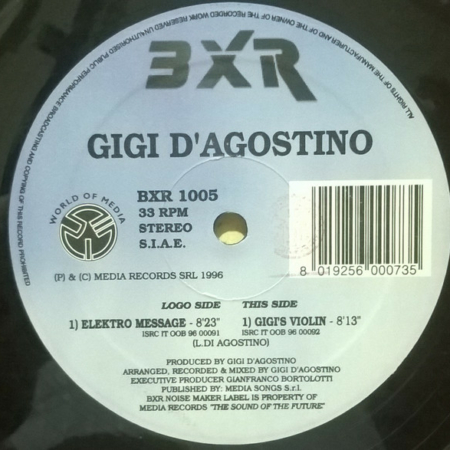 ALL RIGHTS OF THE MANUFACTURER AND OF THE OWNER OF THE RECORDED WORK RESERVED UNAUTHORISED PUBLIC PERFORMANCE BROADCASTING AND COPYING OF THIS RECORD PROHIBITED
BXR
GIGI D'AGOSTINO
WORLD OF MEDIA
BXR 1005
33 RPM
STEREO
S.I.A.E.
8 019256 000735
(P) & (C) MEDIA RECORDS SRL 1996
LOGO SIDE THIS SIDE
1) ELEKTRO MESSAGE - 8'23" 1) GIGI'S VIOLIN - 8'13"
ISRC IT OOB 96 00091 ISRC IT OOB 96 00092
(L.DI AGOSTINO)
PRODUCED BY GIGI D'AGOSTINO
ARRANGED, RECORDED & MIXED BY GIGI D'AGOSTINO
EXECUTIVE PRODUCER GIANFRANCO BORTOLOTTI
PUBLISHED BY: MEDIA SONGS S.r.l.
BXR NOISE MAKER LABEL IS PROPERTY OF
MEDIA RECORDS "THE SOUND OF THE FUTURE"